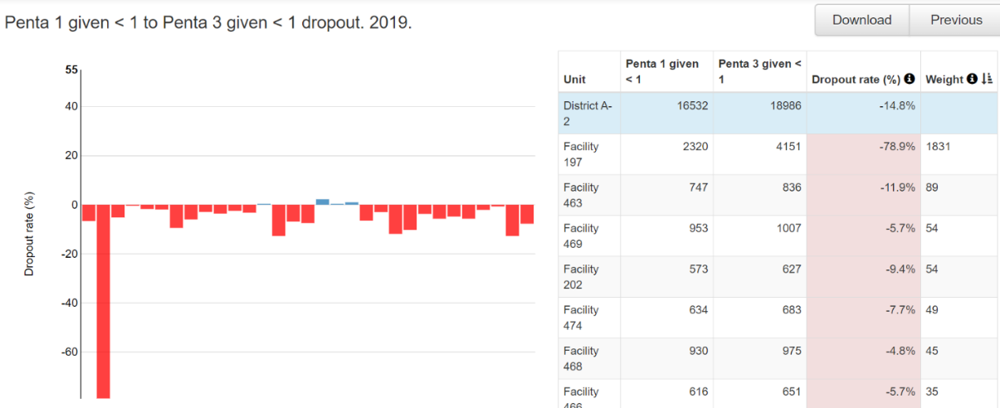 Penta 1 given < 1 to Penta 3 given < 1 dropout. 2019.
Download Previous
55
40
20
0
-20
-40
-60
Dropout rate (%)
Unit Penta 1 given < 1 Penta 3 given < 1 Dropout rate (%) Weight
District A-2 16532 18986 -14.8%
Facility 197 2320 4151 -78.9% 1831
Facility 463 747 836 -11.9% 89
Facility 469 953 1007 -5.7% 54
Facility 202 573 627 -9.4% 54
Facility 474 634 683 -7.7% 49
Facility 468 930 975 -4.8% 45
Facility 466 616 651 -5.7% 35